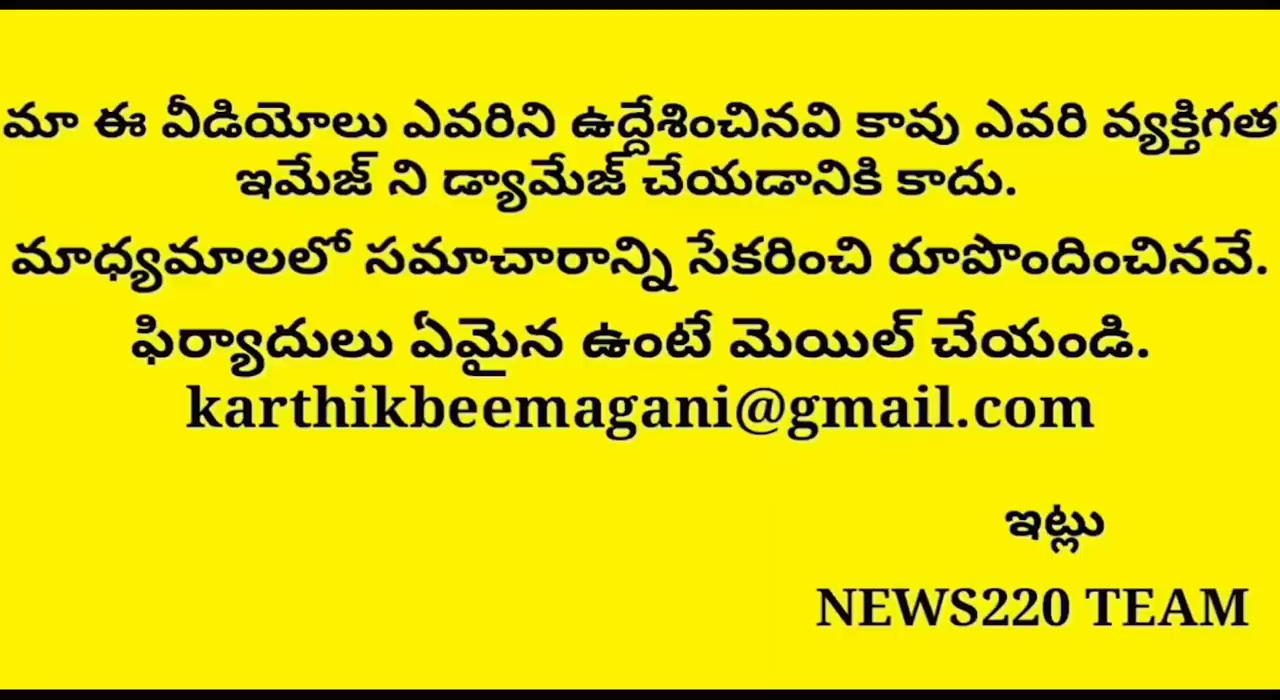 మా ఈ వీడియోలు ఎవరిని ఉద్దేశించినవి కావు ఎవరి వ్యక్తిగత
ఇమేజ్ ని డ్యామేజ్ చేయడానికి కాదు.
మాధ్యమాలలో సమాచారాన్ని సేకరించి రూపొందించినవే.
ఫిర్యాదులు ఏమైన ఉంటే మెయిల్ చేయండి.
karthikbeemagani@gmail.com
ఇట్లు
NEWS220 TEAM